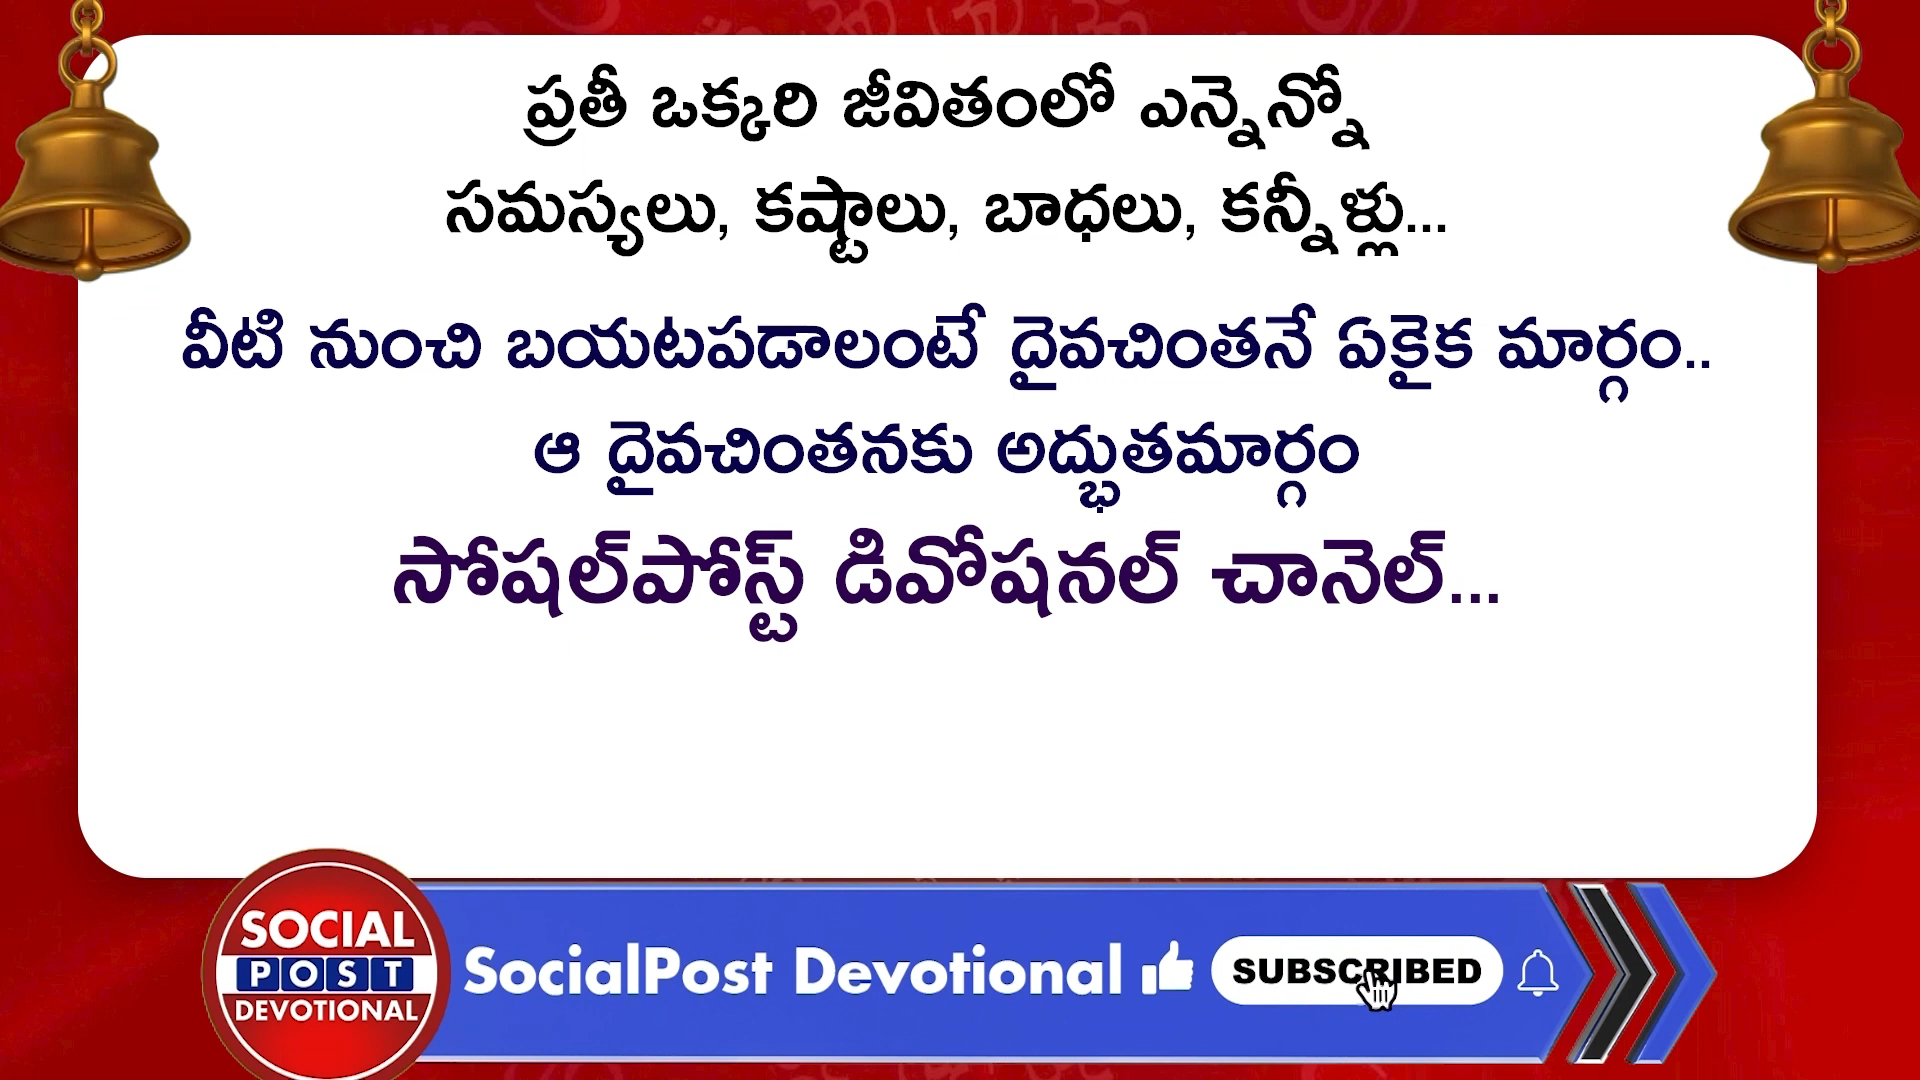 ప్రతీ ఒక్కరి జీవితంలో ఎన్నెన్నో
సమస్యలు, కష్టాలు, బాధలు, కన్నీళ్లు...
వీటి నుంచి బయటపడాలంటే దైవచింతనే ఏకైక మార్గం..
ఆ దైవచింతనకు అద్భుతమార్గం
సోషల్‌పోస్ట్ డివోషనల్ చానెల్...
SOCIAL
POST
DEVOTIONAL
SocialPost Devotional SUBSCRIBED